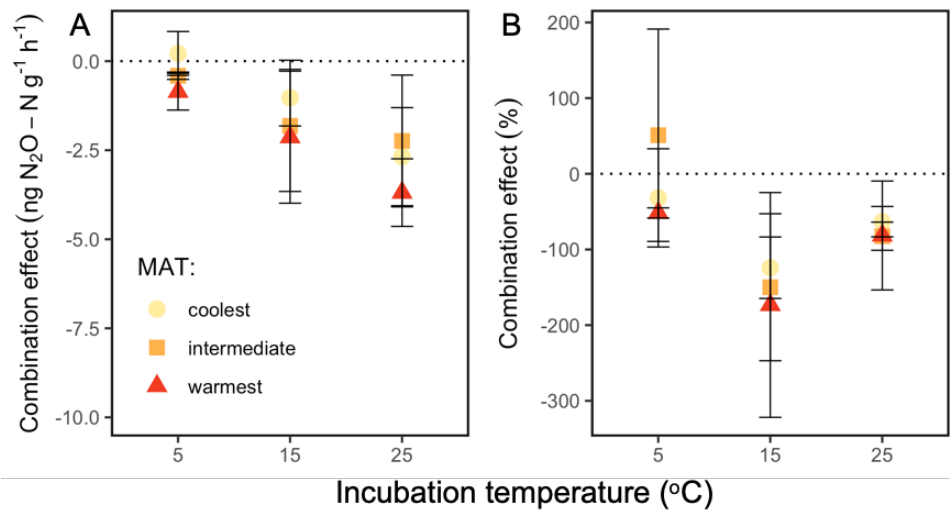 A
Combination effect (ng N₂O – N g⁻¹ h⁻¹)
0.0
-2.5
-5.0
-7.5
-10.0
MAT:
coolest
intermediate
warmest
5
15
25
B
Combination effect (%)
200
100
0
-100
-200
-300
5
15
25
Incubation temperature (ºC)